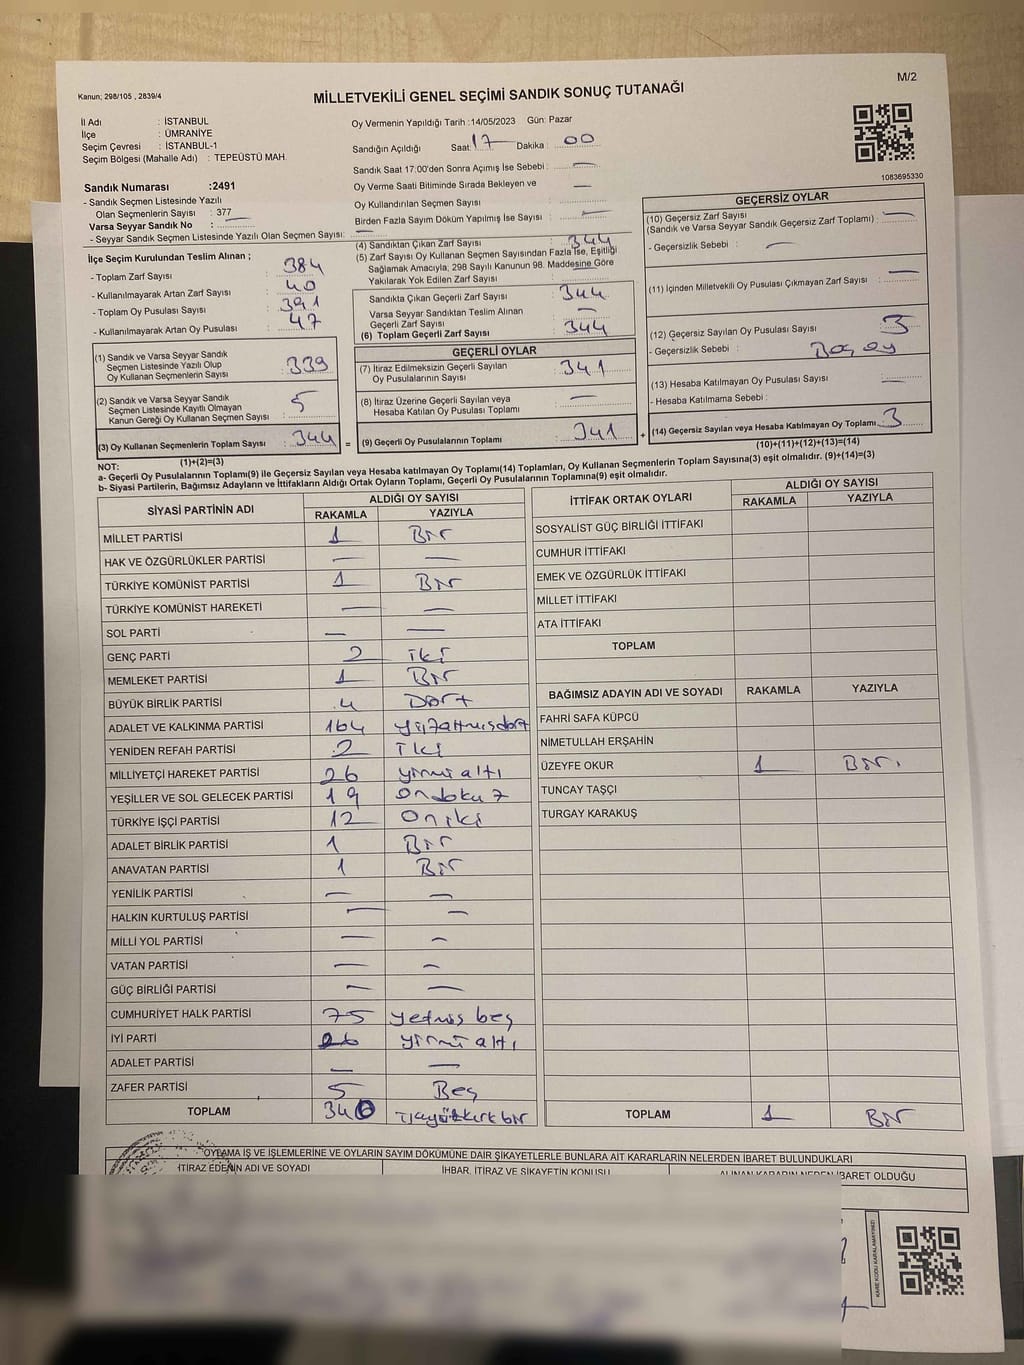 Kanun; 298/105 , 2839/4
M/2
MİLLETVEKİLİ GENEL SEÇİMİ SANDIK SONUÇ TUTANAĞI
İl Adı : İSTANBUL
İlçe : ÜMRANİYE
Seçim Çevresi : İSTANBUL-1
Seçim Bölgesi (Mahalle Adı) : TEPEÜSTÜ MAH.
Sandık Numarası :2491
- Sandık Seçmen Listesinde Yazılı
Olan Seçmenlerin Sayısı : 377
Varsa Seyyar Sandık No : —
- Seyyar Sandık Seçmen Listesinde Yazılı Olan Seçmen Sayısı: —
Oy Vermenin Yapıldığı Tarih :14/05/2023 Gün: Pazar
Sandığın Açıldığı Saat: 17 Dakika : 00
Sandık Saat 17:00'den Sonra Açımış İse Sebebi : —
Oy Verme Saati Bitiminde Sırada Bekleyen ve —
Oy Kullandırılan Seçmen Sayısı :
Birden Fazla Sayım Döküm Yapılmış İse Sayısı : —
1083695330
İlçe Seçim Kurulundan Teslim Alınan ;
- Toplam Zarf Sayısı : 384
- Kullanılmayarak Artan Zarf Sayısı : 40
- Toplam Oy Pusulası Sayısı : 391
- Kullanılmayarak Artan Oy Pusulası : 47
(4) Sandıktan Çıkan Zarf Sayısı : 344
(5) Zarf Sayısı Oy Kullanan Seçmen Sayısından Fazla İse, Eşitliği
Sağlamak Amacıyla; 298 Sayılı Kanunun 98. Maddesine Göre
Yakılarak Yok Edilen Zarf Sayısı : —
Sandıkta Çıkan Geçerli Zarf Sayısı : 344
Varsa Seyyar Sandıktan Teslim Alınan
Geçerli Zarf Sayısı : —
(6) Toplam Geçerli Zarf Sayısı : 344
GEÇERSİZ OYLAR
(10) Geçersiz Zarf Sayısı
(Sandık ve Varsa Seyyar Sandık Geçersiz Zarf Toplamı) : —
- Geçersizlik Sebebi : —
(11) İçinden Milletvekili Oy Pusulası Çıkmayan Zarf Sayısı : —
(12) Geçersiz Sayılan Oy Pusulası Sayısı : 3
- Geçersizlik Sebebi : Boş oy
(13) Hesaba Katılmayan Oy Pusulası Sayısı : —
- Hesaba Katılmama Sebebi :
(14) Geçersiz Sayılan veya Hesaba Katılmayan Oy Toplamı : 3
(10)+(11)+(12)+(13)=(14)
(1) Sandık ve Varsa Seyyar Sandık
Seçmen Listesinde Yazılı Olup
Oy Kullanan Seçmenlerin Sayısı : 339
(2) Sandık ve Varsa Seyyar Sandık
Seçmen Listesinde Kayıtlı Olmayan
Kanun Gereği Oy Kullanan Seçmen Sayısı : 5
(3) Oy Kullanan Seçmenlerin Toplam Sayısı : 344 =
(1)+(2)=(3)
GEÇERLİ OYLAR
(7) İtiraz Edilmeksizin Geçerli Sayılan
Oy Pusulalarının Sayısı : 341
(8) İtiraz Üzerine Geçerli Sayılan veya
Hesaba Katılan Oy Pusulası Toplamı : —
(9) Geçerli Oy Pusulalarının Toplamı : 341 +
NOT:
a- Geçerli Oy Pusulalarının Toplamı(9) ile Geçersiz Sayılan veya Hesaba katılmayan Oy Toplamı(14) Toplamları, Oy Kullanan Seçmenlerin Toplam Sayısına(3) eşit olmalıdır. (9)+(14)=(3)
b- Siyasi Partilerin, Bağımsız Adayların ve İttifakların Aldığı Ortak Oyların Toplamı, Geçerli Oy Pusulalarının Toplamına(9) eşit olmalıdır.
SİYASİ PARTİNİN ADI ALDIĞI OY SAYISI
RAKAMLA YAZIYLA
MİLLET PARTİSİ 1 Bir
HAK VE ÖZGÜRLÜKLER PARTİSİ — —
TÜRKİYE KOMÜNİST PARTİSİ 1 Bir
TÜRKİYE KOMÜNİST HAREKETİ — —
SOL PARTİ — —
GENÇ PARTİ 2 iki
MEMLEKET PARTİSİ 1 Bir
BÜYÜK BİRLİK PARTİSİ 4 Dört
ADALET VE KALKINMA PARTİSİ 164 yüzaltmışdört
YENİDEN REFAH PARTİSİ 2 iki
MİLLİYETÇİ HAREKET PARTİSİ 26 yirmi altı
YEŞİLLER VE SOL GELECEK PARTİSİ 19 ondokuz
TÜRKİYE İŞÇİ PARTİSİ 12 Oniki
ADALET BİRLİK PARTİSİ 1 Bir
ANAVATAN PARTİSİ 1 Bir
YENİLİK PARTİSİ — —
HALKIN KURTULUŞ PARTİSİ — —
MİLLİ YOL PARTİSİ — —
VATAN PARTİSİ — —
GÜÇ BİRLİĞİ PARTİSİ — —
CUMHURİYET HALK PARTİSİ 75 yetmiş beş
İYİ PARTİ 26 yirmi altı
ADALET PARTİSİ — —
ZAFER PARTİSİ 5 Beş
TOPLAM 340
İTTİFAK ORTAK OYLARI ALDIĞI OY SAYISI
RAKAMLA YAZIYLA
SOSYALİST GÜÇ BİRLİĞİ İTTİFAKI
CUMHUR İTTİFAKI
EMEK VE ÖZGÜRLÜK İTTİFAKI
MİLLET İTTİFAKI
ATA İTTİFAKI
TOPLAM
BAĞIMSIZ ADAYIN ADI VE SOYADI RAKAMLA YAZIYLA
FAHRİ SAFA KÜPCÜ
NİMETULLAH ERŞAHİN
ÜZEYFE OKUR 1 Bir
TUNCAY TAŞÇI
TURGAY KARAKUŞ
TOPLAM 1 Bir
OYLAMA İŞ VE İŞLEMLERİNE VE OYLARIN SAYIM DÖKÜMÜNE DAİR ŞİKAYETLERLE BUNLARA AİT KARARLARIN NELERDEN İBARET BULUNDUKLARI
İTİRAZ EDENİN ADI VE SOYADI İHBAR, İTİRAZ VE ŞİKAYETİN KONUSU ALINAN KARARIN NEDEN İBARET OLDUĞU
KARE KODU KARALAMAYINIZ!